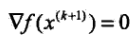 ∇f(x⁽ᵏ⁺¹⁾) = 0